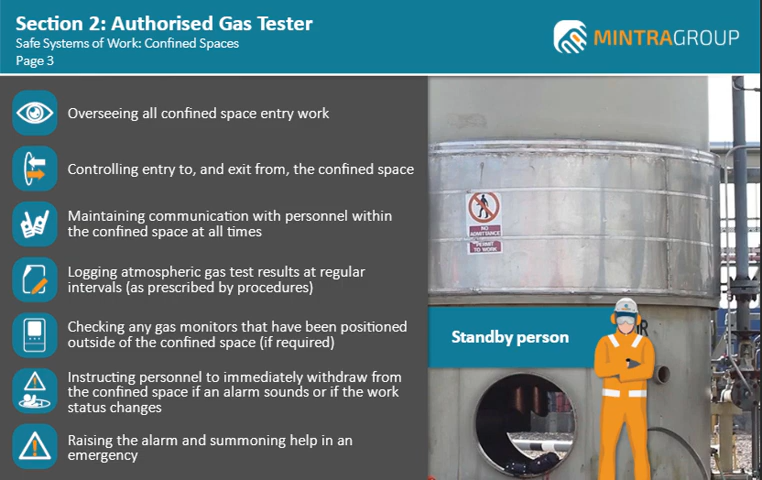 Section 2: Authorised Gas Tester
Safe Systems of Work: Confined Spaces
Page 3
MINTRAGROUP
Overseeing all confined space entry work
Controlling entry to, and exit from, the confined space
Maintaining communication with personnel within
the confined space at all times
Logging atmospheric gas test results at regular
intervals (as prescribed by procedures)
Checking any gas monitors that have been positioned
outside of the confined space (if required)
Instructing personnel to immediately withdraw from
the confined space if an alarm sounds or if the work
status changes
Raising the alarm and summoning help in an
emergency
NO
ADMITTANCE
PERMIT
TO WORK
Standby person